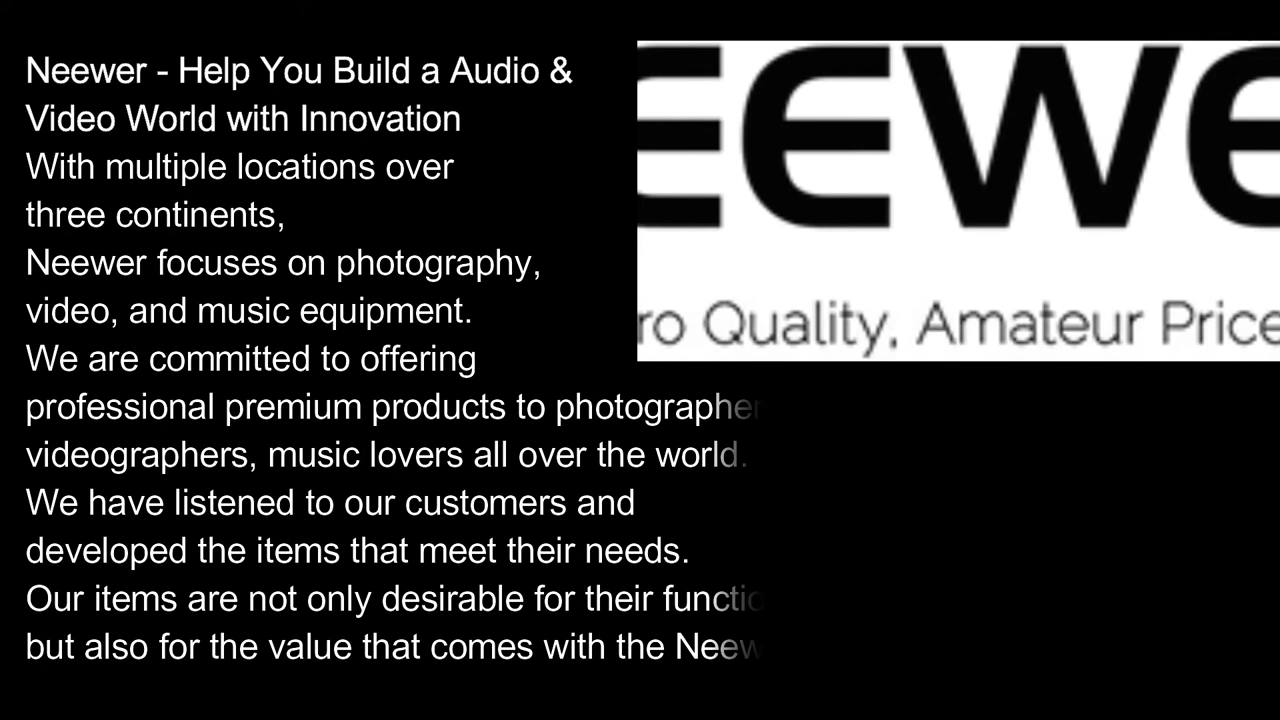 Neewer - Help You Build a Audio &
Video World with Innovation
With multiple locations over
three continents,
Neewer focuses on photography,
video, and music equipment.
We are committed to offering
professional premium products to photographer
videographers, music lovers all over the world.
We have listened to our customers and
developed the items that meet their needs.
Our items are not only desirable for their functio
but also for the value that comes with the Neew
EEWE
ro Quality, Amateur Price